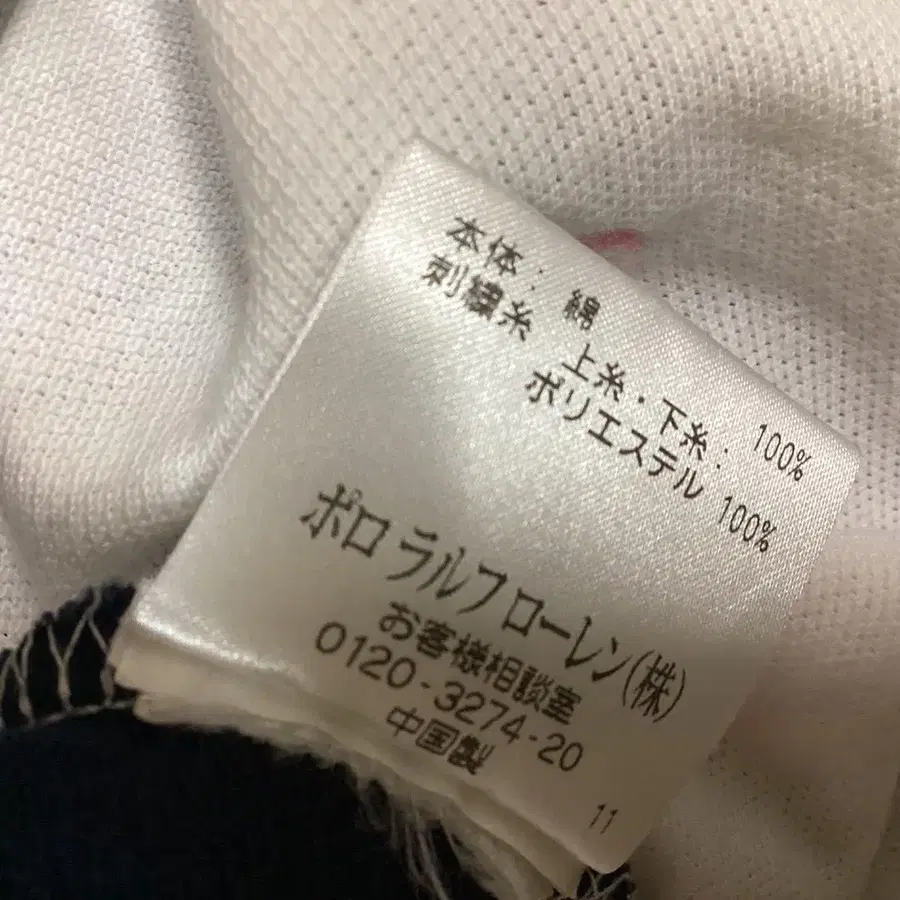 本体：綿 100%
刺繍糸 上糸・下糸：
ポリエステル 100%
ポロ ラルフ ローレン(株)
お客様相談室
0120-3274-20
中国製
11